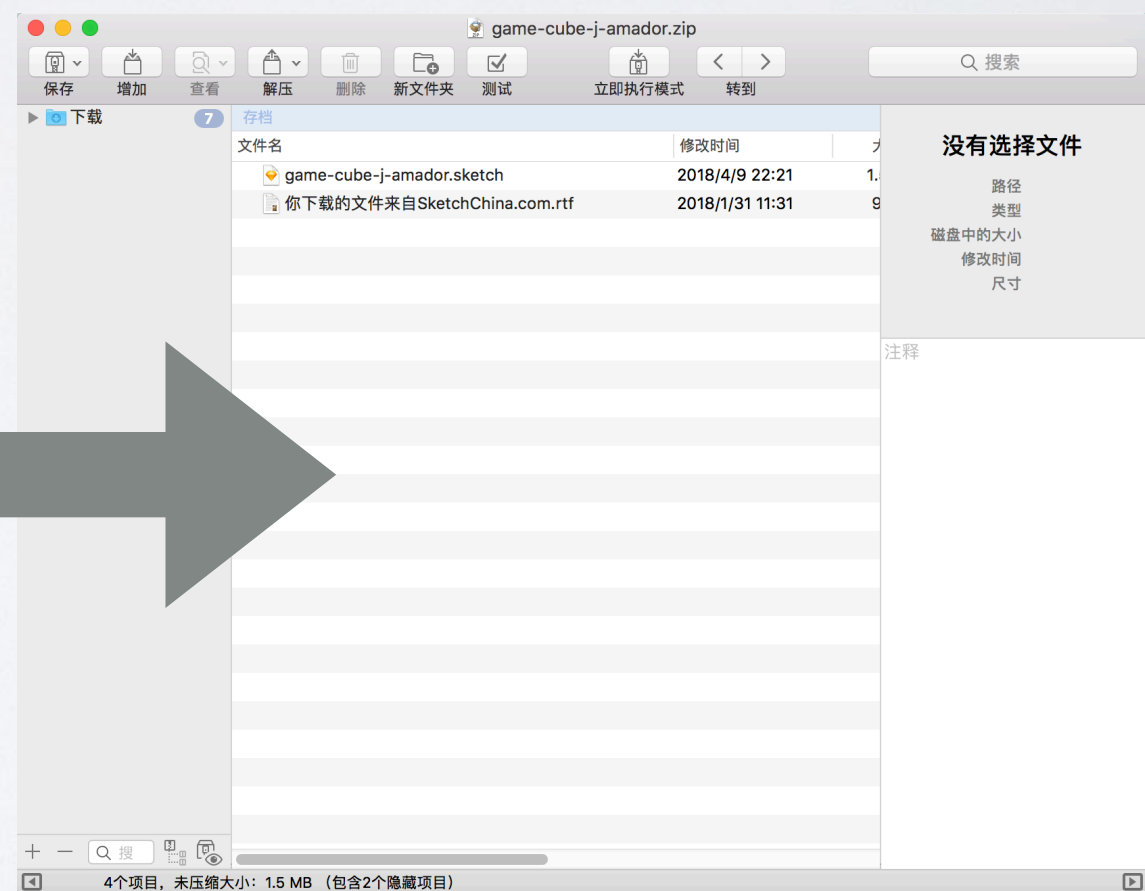 game-cube-j-amador.zip
保存 增加 查看 解压 删除 新文件夹 测试 立即执行模式 转到 搜索
下载 7
存档
文件名 修改时间
game-cube-j-amador.sketch 2018/4/9 22:21 1.
你下载的文件来自SketchChina.com.rtf 2018/1/31 11:31 9
没有选择文件
路径
类型
磁盘中的大小
修改时间
尺寸
注释
搜
4个项目，未压缩大小：1.5 MB （包含2个隐藏项目）